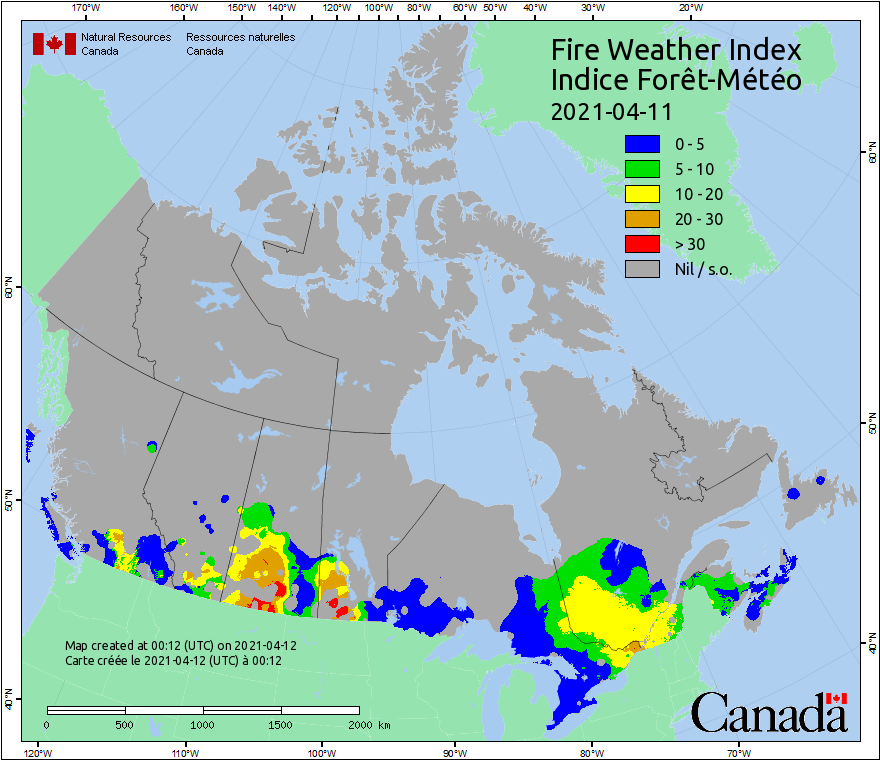 170°W 160°W 150°W 140°W 130°W 120°W 110°W 100°W 90°W 80°W 60°W 50°W 40°W 30°W 20°W
Natural Resources Ressources naturelles
Canada Canada
Fire Weather Index
Indice Forêt-Météo
2021-04-11
0 - 5
5 - 10
10 - 20
20 - 30
> 30
Nil / s.o.
60°N
60°N
50°N
50°N
40°N
40°N
Map created at 00:12 (UTC) on 2021-04-12
Carte créée le 2021-04-12 (UTC) à 00:12
0 500 1000 1500 2000 km
Canada
120°W 110°W 100°W 90°W 80°W 70°W